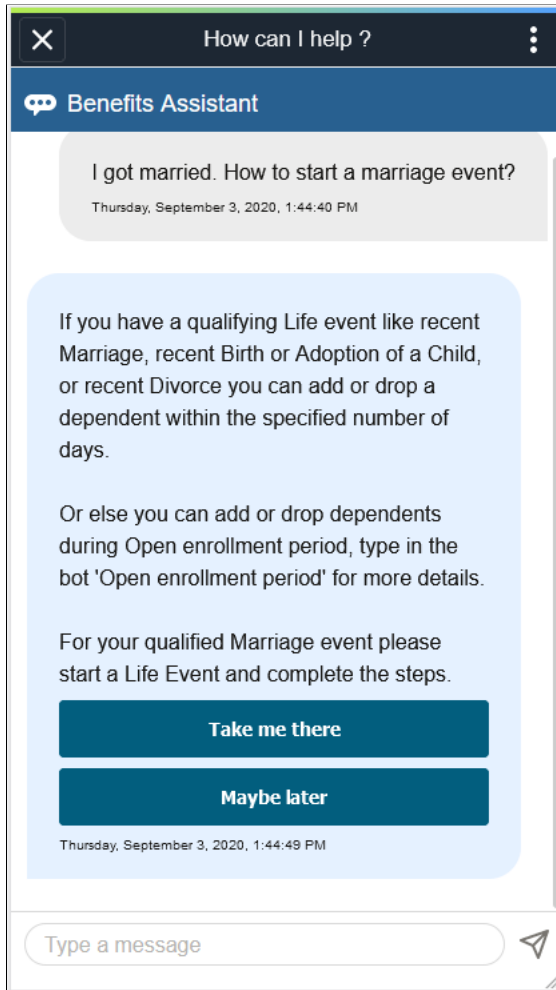 How can I help ?
Benefits Assistant
I got married. How to start a marriage event?
Thursday, September 3, 2020, 1:44:40 PM
If you have a qualifying Life event like recent
Marriage, recent Birth or Adoption of a Child,
or recent Divorce you can add or drop a
dependent within the specified number of
days.
Or else you can add or drop dependents
during Open enrollment period, type in the
bot 'Open enrollment period' for more details.
For your qualified Marriage event please
start a Life Event and complete the steps.
Take me there
Maybe later
Thursday, September 3, 2020, 1:44:49 PM
Type a message